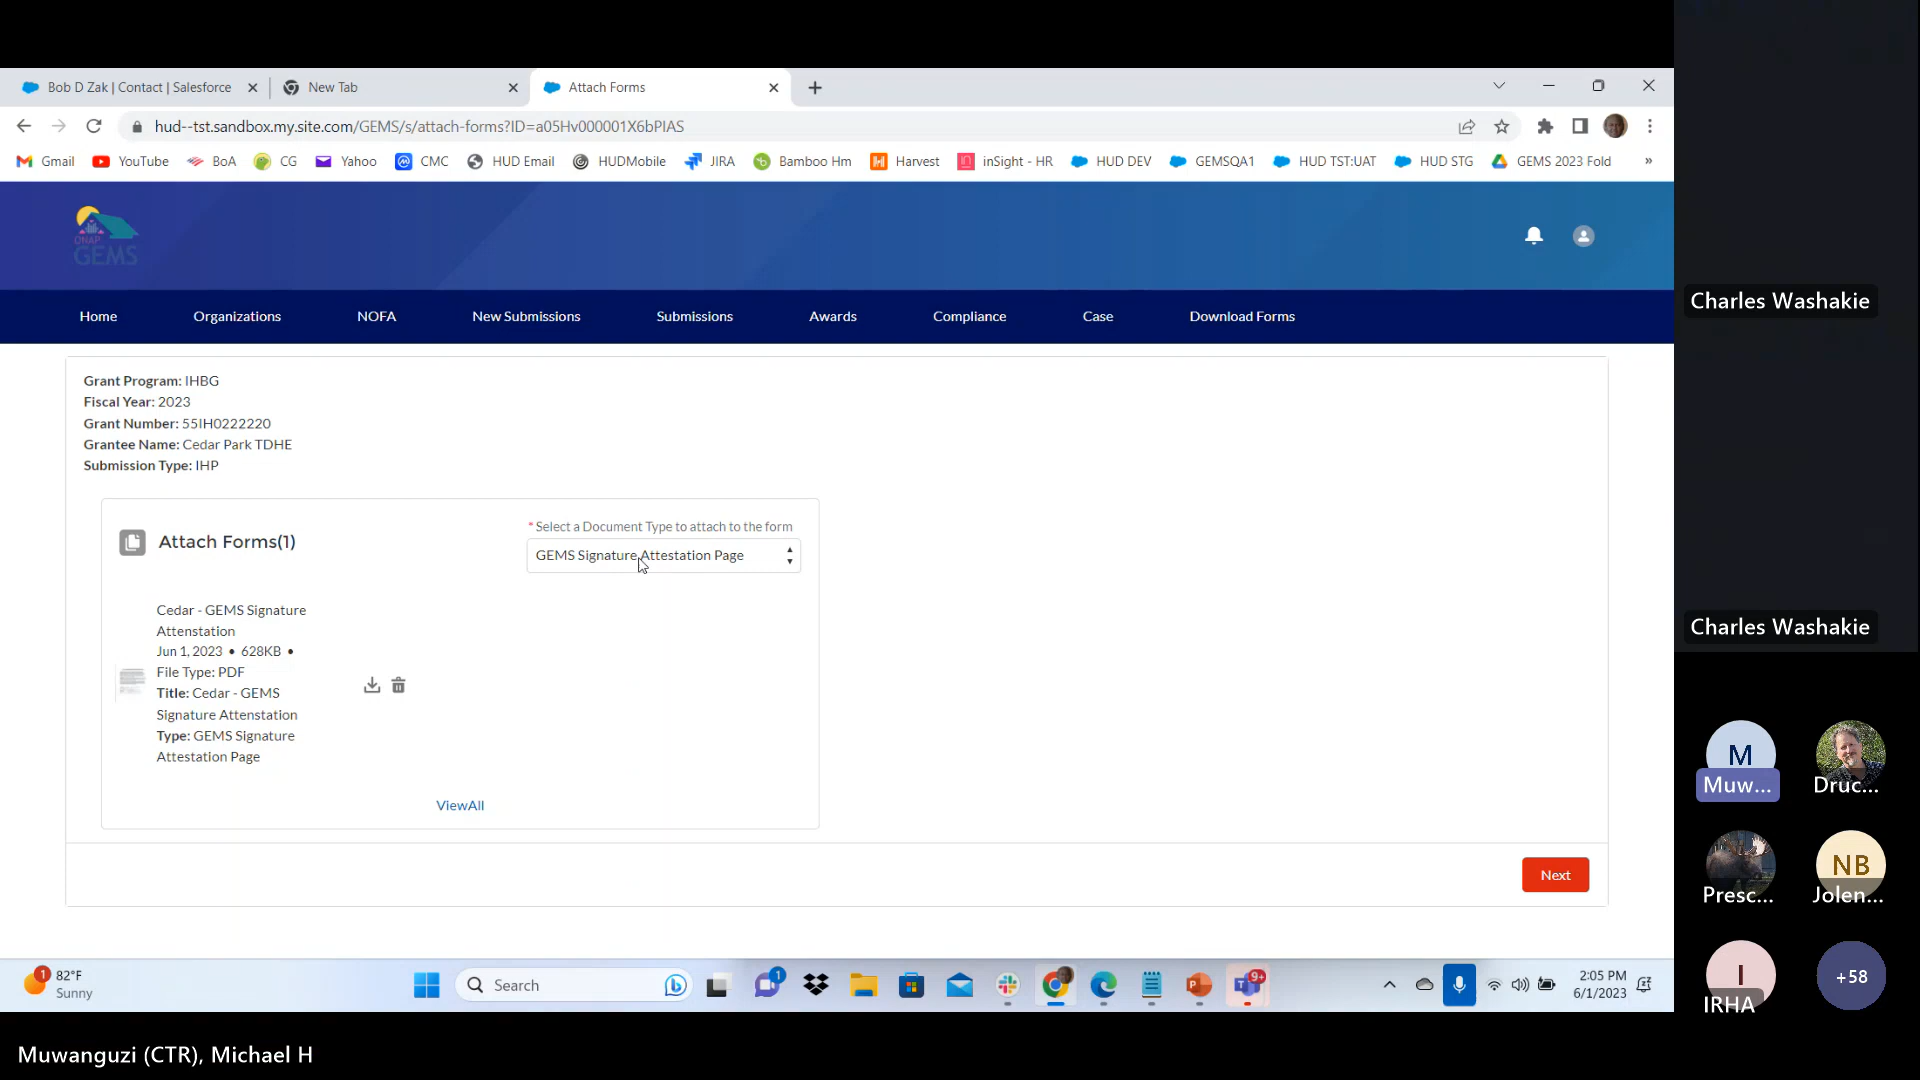 Bob D Zak | Contact | Salesforce
New Tab
Attach Forms
hud--tst.sandbox.my.site.com/GEMS/s/attach-forms?ID=a05Hv000001X6bPIAS
Gmail
YouTube
BoA
CG
Yahoo
CMC
HUD Email
HUDMobile
JIRA
Bamboo Hm
Harvest
inSight - HR
HUD DEV
GEMSQA1
HUD TST:UAT
HUD STG
GEMS 2023 Fold
»
ONAP
GEMS
Home
Organizations
NOFA
New Submissions
Submissions
Awards
Compliance
Case
Download Forms
Grant Program: IHBG
Fiscal Year: 2023
Grant Number: 55IH0222220
Grantee Name: Cedar Park TDHE
Submission Type: IHP
Attach Forms(1)
* Select a Document Type to attach to the form
GEMS Signature Attestation Page
Cedar - GEMS Signature
Attenstation
Jun 1, 2023 • 628KB •
File Type: PDF
Title: Cedar - GEMS
Signature Attenstation
Type: GEMS Signature
Attestation Page
ViewAll
Next
1
82°F
Sunny
Search
1
9+
2:05 PM
6/1/2023
Charles Washakie
Charles Washakie
M
Muw...
Druc...
Presc...
NB
Jolen...
I
IRHA
+58
Muwanguzi (CTR), Michael H